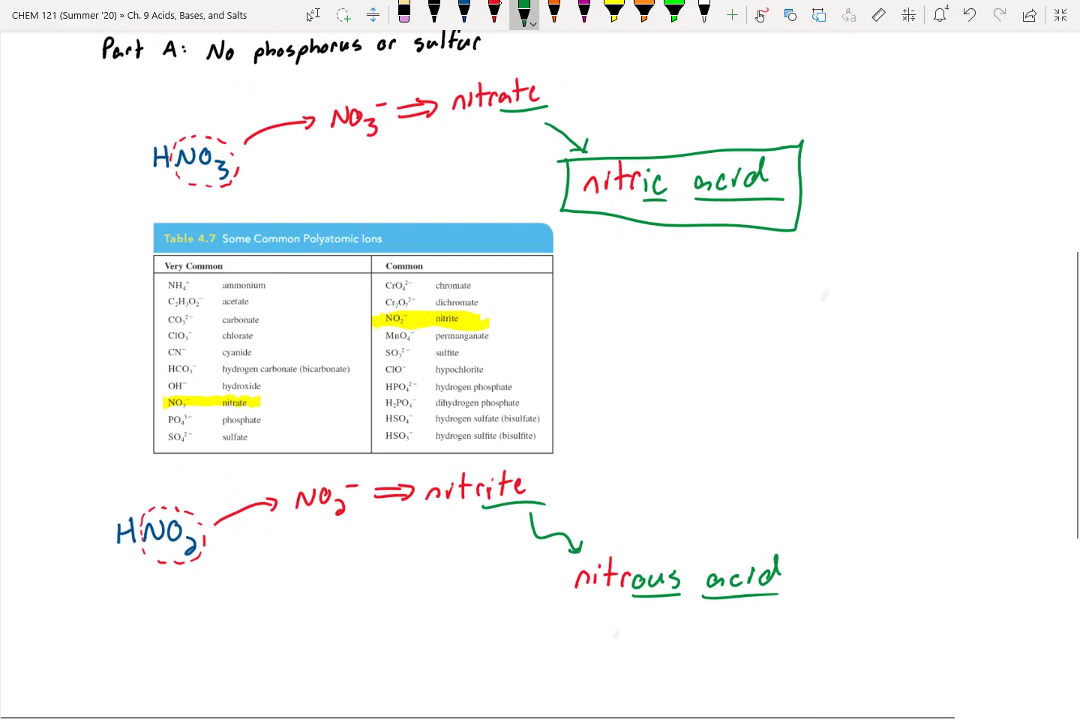 CHEM 121 (Summer '20) » Ch. 9 Acids, Bases, and Salts
Part A: No phosphorus or sulfur
HNO₃ → NO₃⁻ ⇒ nitrate
nitric acid
Table 4.7 Some Common Polyatomic Ions
Very Common Common
NH₄⁺ ammonium CrO₄²⁻ chromate
C₂H₃O₂⁻ acetate Cr₂O₇²⁻ dichromate
CO₃²⁻ carbonate NO₂⁻ nitrite
ClO₃⁻ chlorate MnO₄⁻ permanganate
CN⁻ cyanide SO₃²⁻ sulfite
HCO₃⁻ hydrogen carbonate (bicarbonate) ClO⁻ hypochlorite
OH⁻ hydroxide HPO₄²⁻ hydrogen phosphate
NO₃⁻ nitrate H₂PO₄⁻ dihydrogen phosphate
PO₄³⁻ phosphate HSO₄⁻ hydrogen sulfate (bisulfate)
SO₄²⁻ sulfate HSO₃⁻ hydrogen sulfite (bisulfite)
HNO₂ → NO₂⁻ ⇒ nitrite
nitrous acid